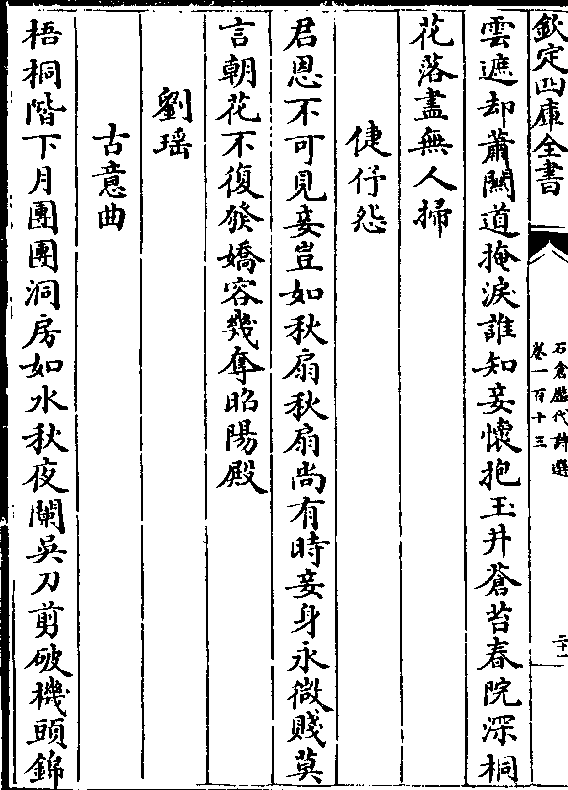 欽定四庫全書
石倉歷代詩選
卷一百十三
二十一
雲遮却蕭關道掩淚誰知妾懷抱玉井蒼苔春院深桐
花落盡無人掃
倢伃怨
君恩不可見妾豈如秋扇秋扇尚有時妾身永微賤莫
言朝花不復發嬌容幾奪昭陽殿
劉瑤
古意曲
梧桐階下月團團洞房如水秋夜闌吳刀剪破機頭錦